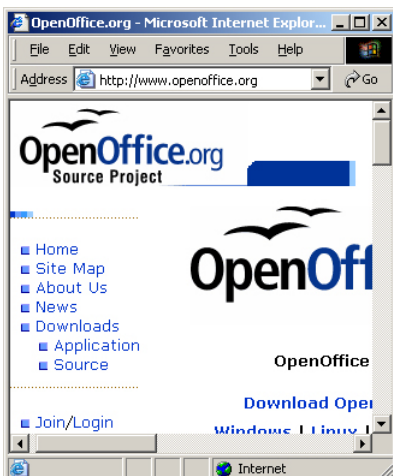 OpenOffice.org - Microsoft Internet Explor...
File Edit View Favorites Tools Help
Address http://www.openoffice.org Go
OpenOffice.org
Source Project
OpenOff
Home
Site Map
About Us
News
Downloads
Application
Source
OpenOffice
Download Oper
Join/Login
Windows | Linux |
Internet